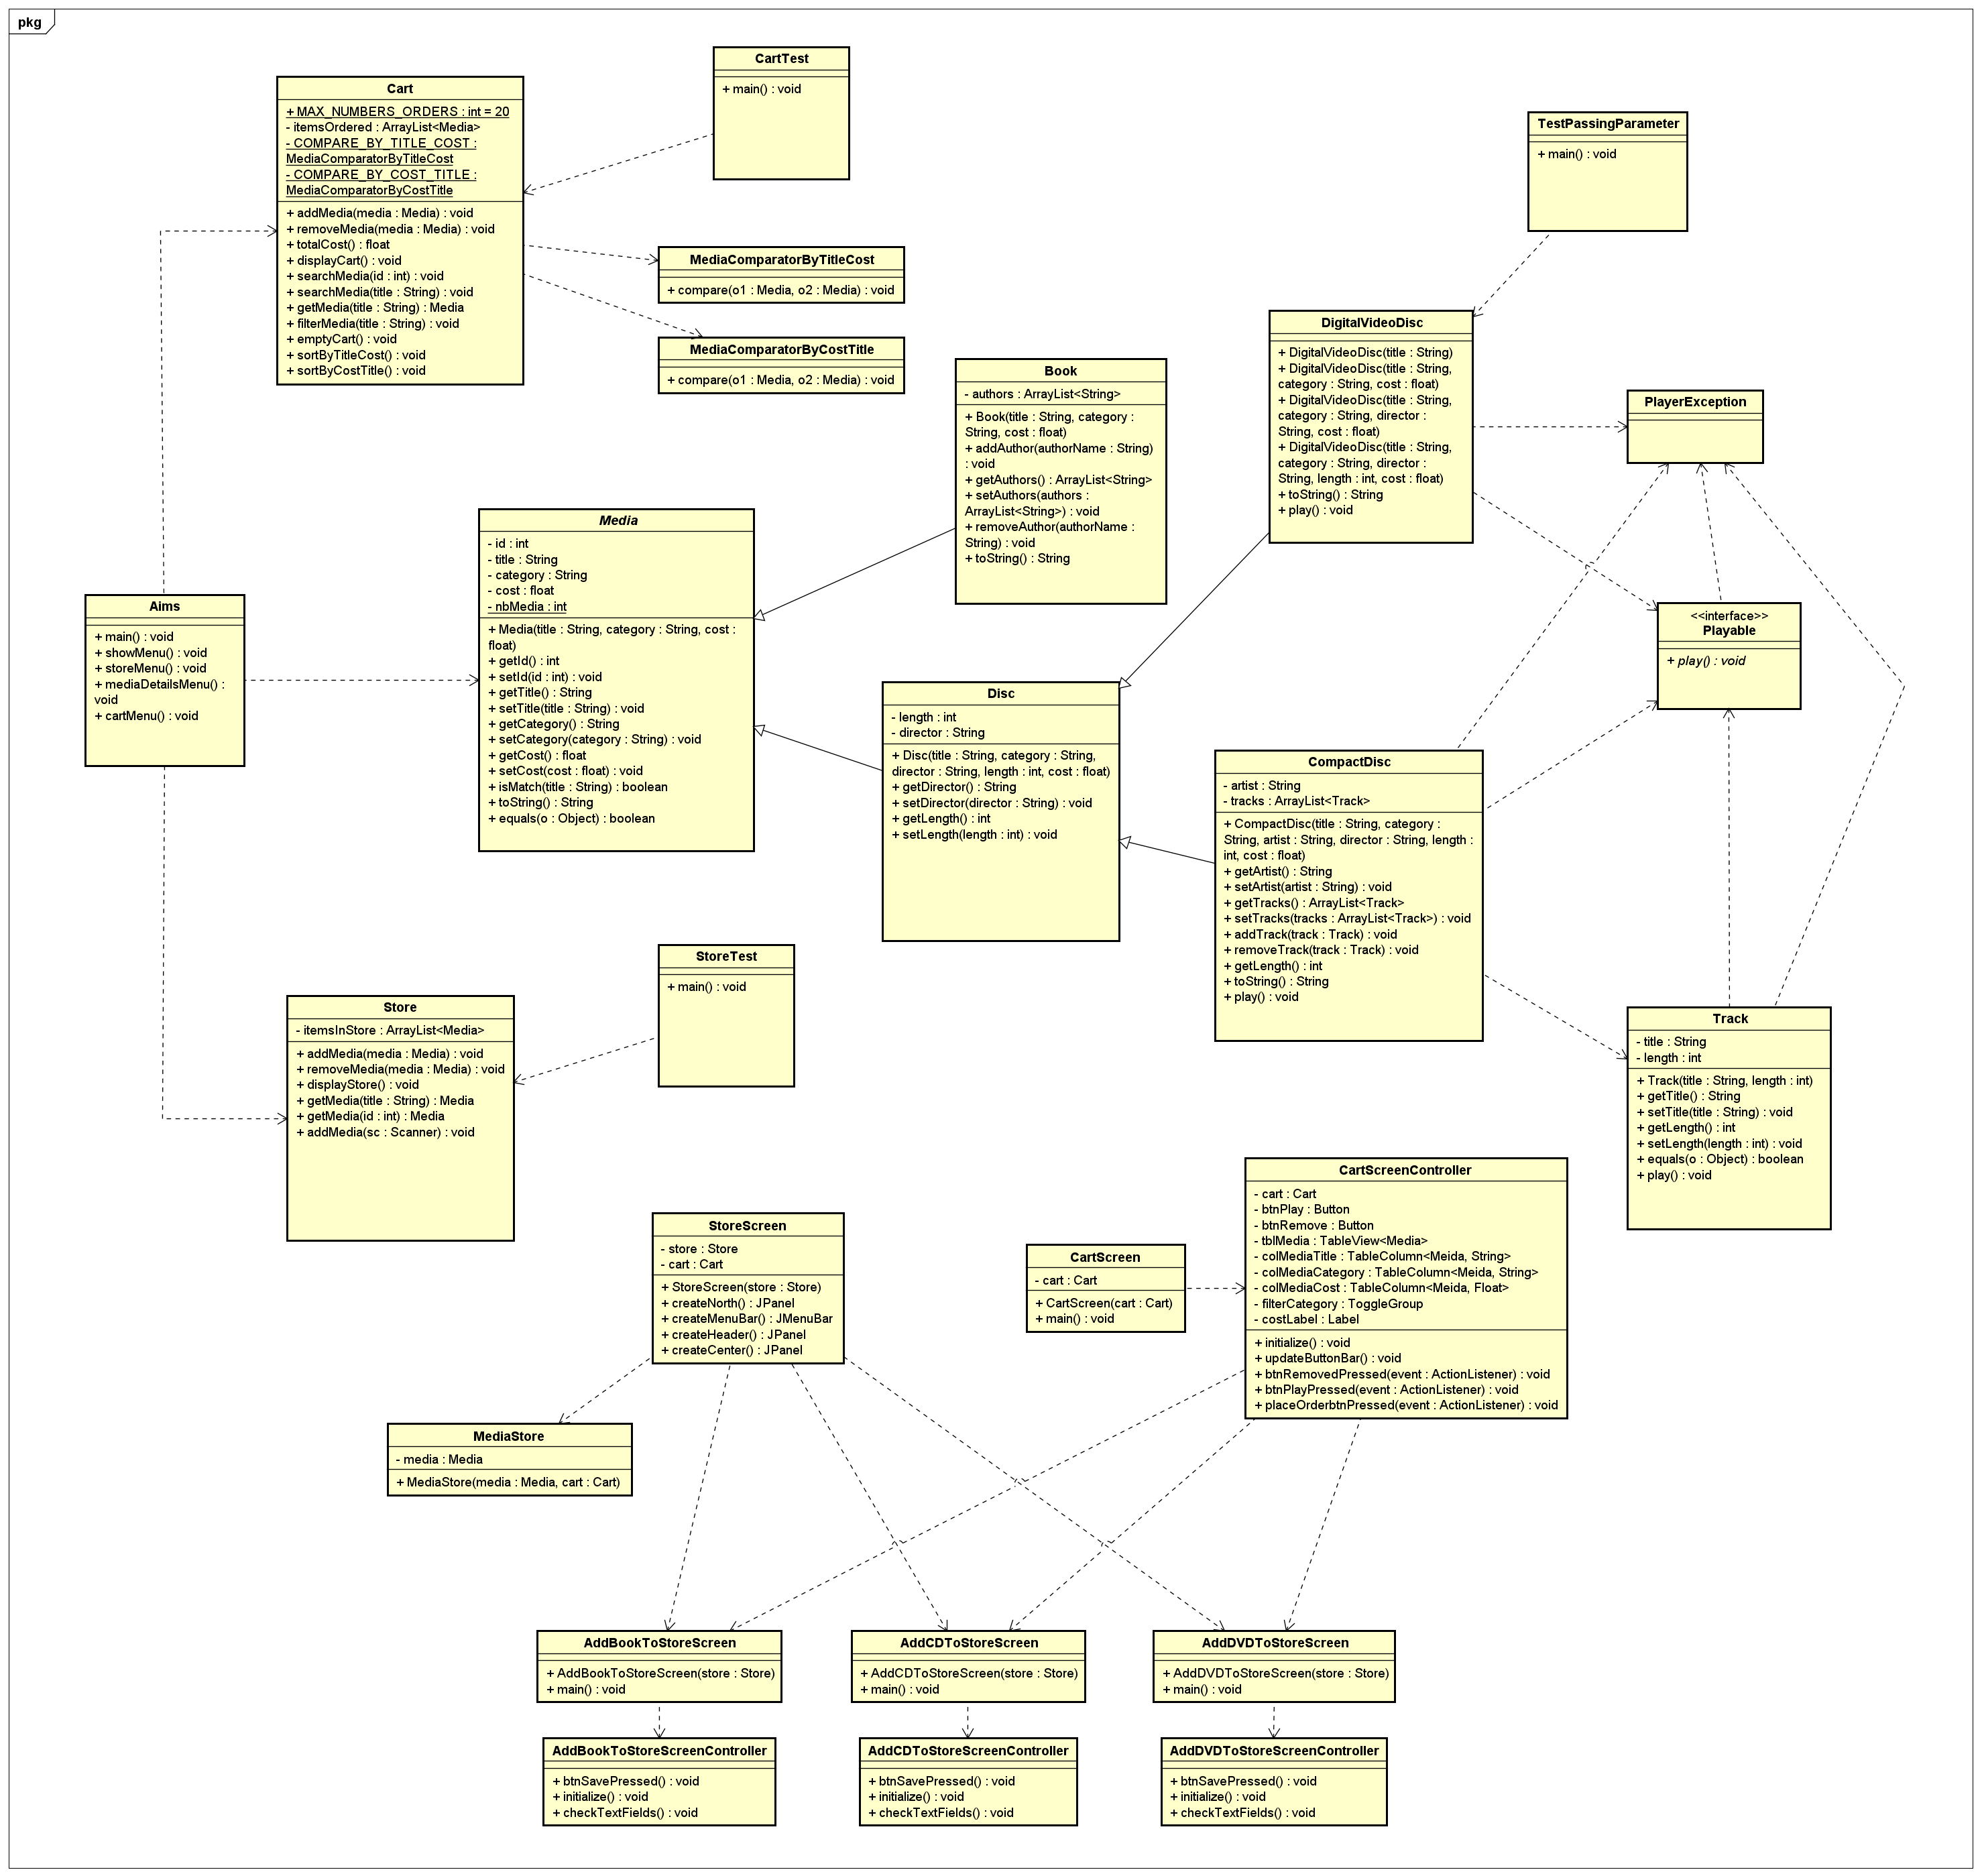 pkg
CartTest
+ main() : void
Cart
+ MAX_NUMBERS_ORDERS : int = 20
- itemsOrdered : ArrayList<Media>
- COMPARE_BY_TITLE_COST :
MediaComparatorByTitleCost
- COMPARE_BY_COST_TITLE :
MediaComparatorByCostTitle
+ addMedia(media : Media) : void
+ removeMedia(media : Media) : void
+ totalCost() : float
+ displayCart() : void
+ searchMedia(id : int) : void
+ searchMedia(title : String) : void
+ getMedia(title : String) : Media
+ filterMedia(title : String) : void
+ emptyCart() : void
+ sortByTitleCost() : void
+ sortByCostTitle() : void
TestPassingParameter
+ main() : void
MediaComparatorByTitleCost
+ compare(o1 : Media, o2 : Media) : void
MediaComparatorByCostTitle
+ compare(o1 : Media, o2 : Media) : void
DigitalVideoDisc
+ DigitalVideoDisc(title : String)
+ DigitalVideoDisc(title : String,
category : String, cost : float)
+ DigitalVideoDisc(title : String,
category : String, director :
String, cost : float)
+ DigitalVideoDisc(title : String,
category : String, director :
String, length : int, cost : float)
+ toString() : String
+ play() : void
Book
- authors : ArrayList<String>
+ Book(title : String, category :
String, cost : float)
+ addAuthor(authorName : String)
: void
+ getAuthors() : ArrayList<String>
+ setAuthors(authors :
ArrayList<String>) : void
+ removeAuthor(authorName :
String) : void
+ toString() : String
PlayerException
Media
- id : int
- title : String
- category : String
- cost : float
- nbMedia : int
+ Media(title : String, category : String, cost :
float)
+ getId() : int
+ setId(id : int) : void
+ getTitle() : String
+ setTitle(title : String) : void
+ getCategory() : String
+ setCategory(category : String) : void
+ getCost() : float
+ setCost(cost : float) : void
+ isMatch(title : String) : boolean
+ toString() : String
+ equals(o : Object) : boolean
Aims
+ main() : void
+ showMenu() : void
+ storeMenu() : void
+ mediaDetailsMenu() :
void
+ cartMenu() : void
<<interface>>
Playable
+ play() : void
Disc
- length : int
- director : String
+ Disc(title : String, category : String,
director : String, length : int, cost : float)
+ getDirector() : String
+ setDirector(director : String) : void
+ getLength() : int
+ setLength(length : int) : void
CompactDisc
- artist : String
- tracks : ArrayList<Track>
+ CompactDisc(title : String, category :
String, artist : String, director : String, length :
int, cost : float)
+ getArtist() : String
+ setArtist(artist : String) : void
+ getTracks() : ArrayList<Track>
+ setTracks(tracks : ArrayList<Track>) : void
+ addTrack(track : Track) : void
+ removeTrack(track : Track) : void
+ getLength() : int
+ toString() : String
+ play() : void
StoreTest
+ main() : void
Store
- itemsInStore : ArrayList<Media>
+ addMedia(media : Media) : void
+ removeMedia(media : Media) : void
+ displayStore() : void
+ getMedia(title : String) : Media
+ getMedia(id : int) : Media
+ addMedia(sc : Scanner) : void
Track
- title : String
- length : int
+ Track(title : String, length : int)
+ getTitle() : String
+ setTitle(title : String) : void
+ getLength() : int
+ setLength(length : int) : void
+ equals(o : Object) : boolean
+ play() : void
CartScreenController
- cart : Cart
- btnPlay : Button
- btnRemove : Button
- tblMedia : TableView<Media>
- colMediaTitle : TableColumn<Meida, String>
- colMediaCategory : TableColumn<Meida, String>
- colMediaCost : TableColumn<Meida, Float>
- filterCategory : ToggleGroup
- costLabel : Label
+ initialize() : void
+ updateButtonBar() : void
+ btnRemovedPressed(event : ActionListener) : void
+ btnPlayPressed(event : ActionListener) : void
+ placeOrderbtnPressed(event : ActionListener) : void
StoreScreen
- store : Store
- cart : Cart
+ StoreScreen(store : Store)
+ createNorth() : JPanel
+ createMenuBar() : JMenuBar
+ createHeader() : JPanel
+ createCenter() : JPanel
CartScreen
- cart : Cart
+ CartScreen(cart : Cart)
+ main() : void
MediaStore
- media : Media
+ MediaStore(media : Media, cart : Cart)
AddBookToStoreScreen
+ AddBookToStoreScreen(store : Store)
+ main() : void
AddCDToStoreScreen
+ AddCDToStoreScreen(store : Store)
+ main() : void
AddDVDToStoreScreen
+ AddDVDToStoreScreen(store : Store)
+ main() : void
AddBookToStoreScreenController
+ btnSavePressed() : void
+ initialize() : void
+ checkTextFields() : void
AddCDToStoreScreenController
+ btnSavePressed() : void
+ initialize() : void
+ checkTextFields() : void
AddDVDToStoreScreenController
+ btnSavePressed() : void
+ initialize() : void
+ checkTextFields() : void